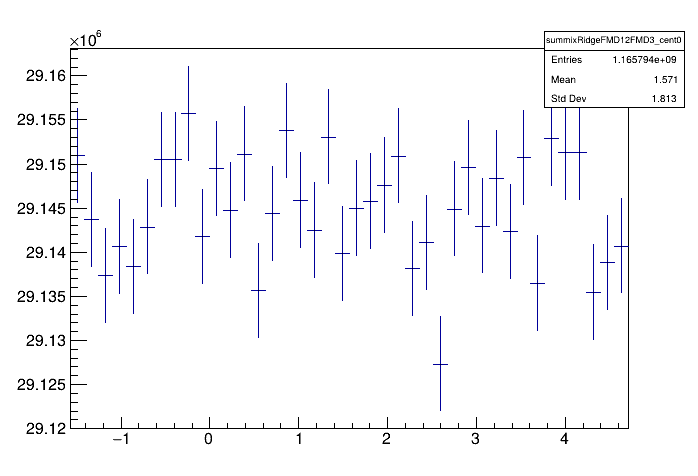 ×10⁶
summixRidgeFMD12FMD3_cent0
Entries 1.165794e+09
Mean 1.571
Std Dev 1.813
29.16
29.155
29.15
29.145
29.14
29.135
29.13
29.125
29.12
−1 0 1 2 3 4